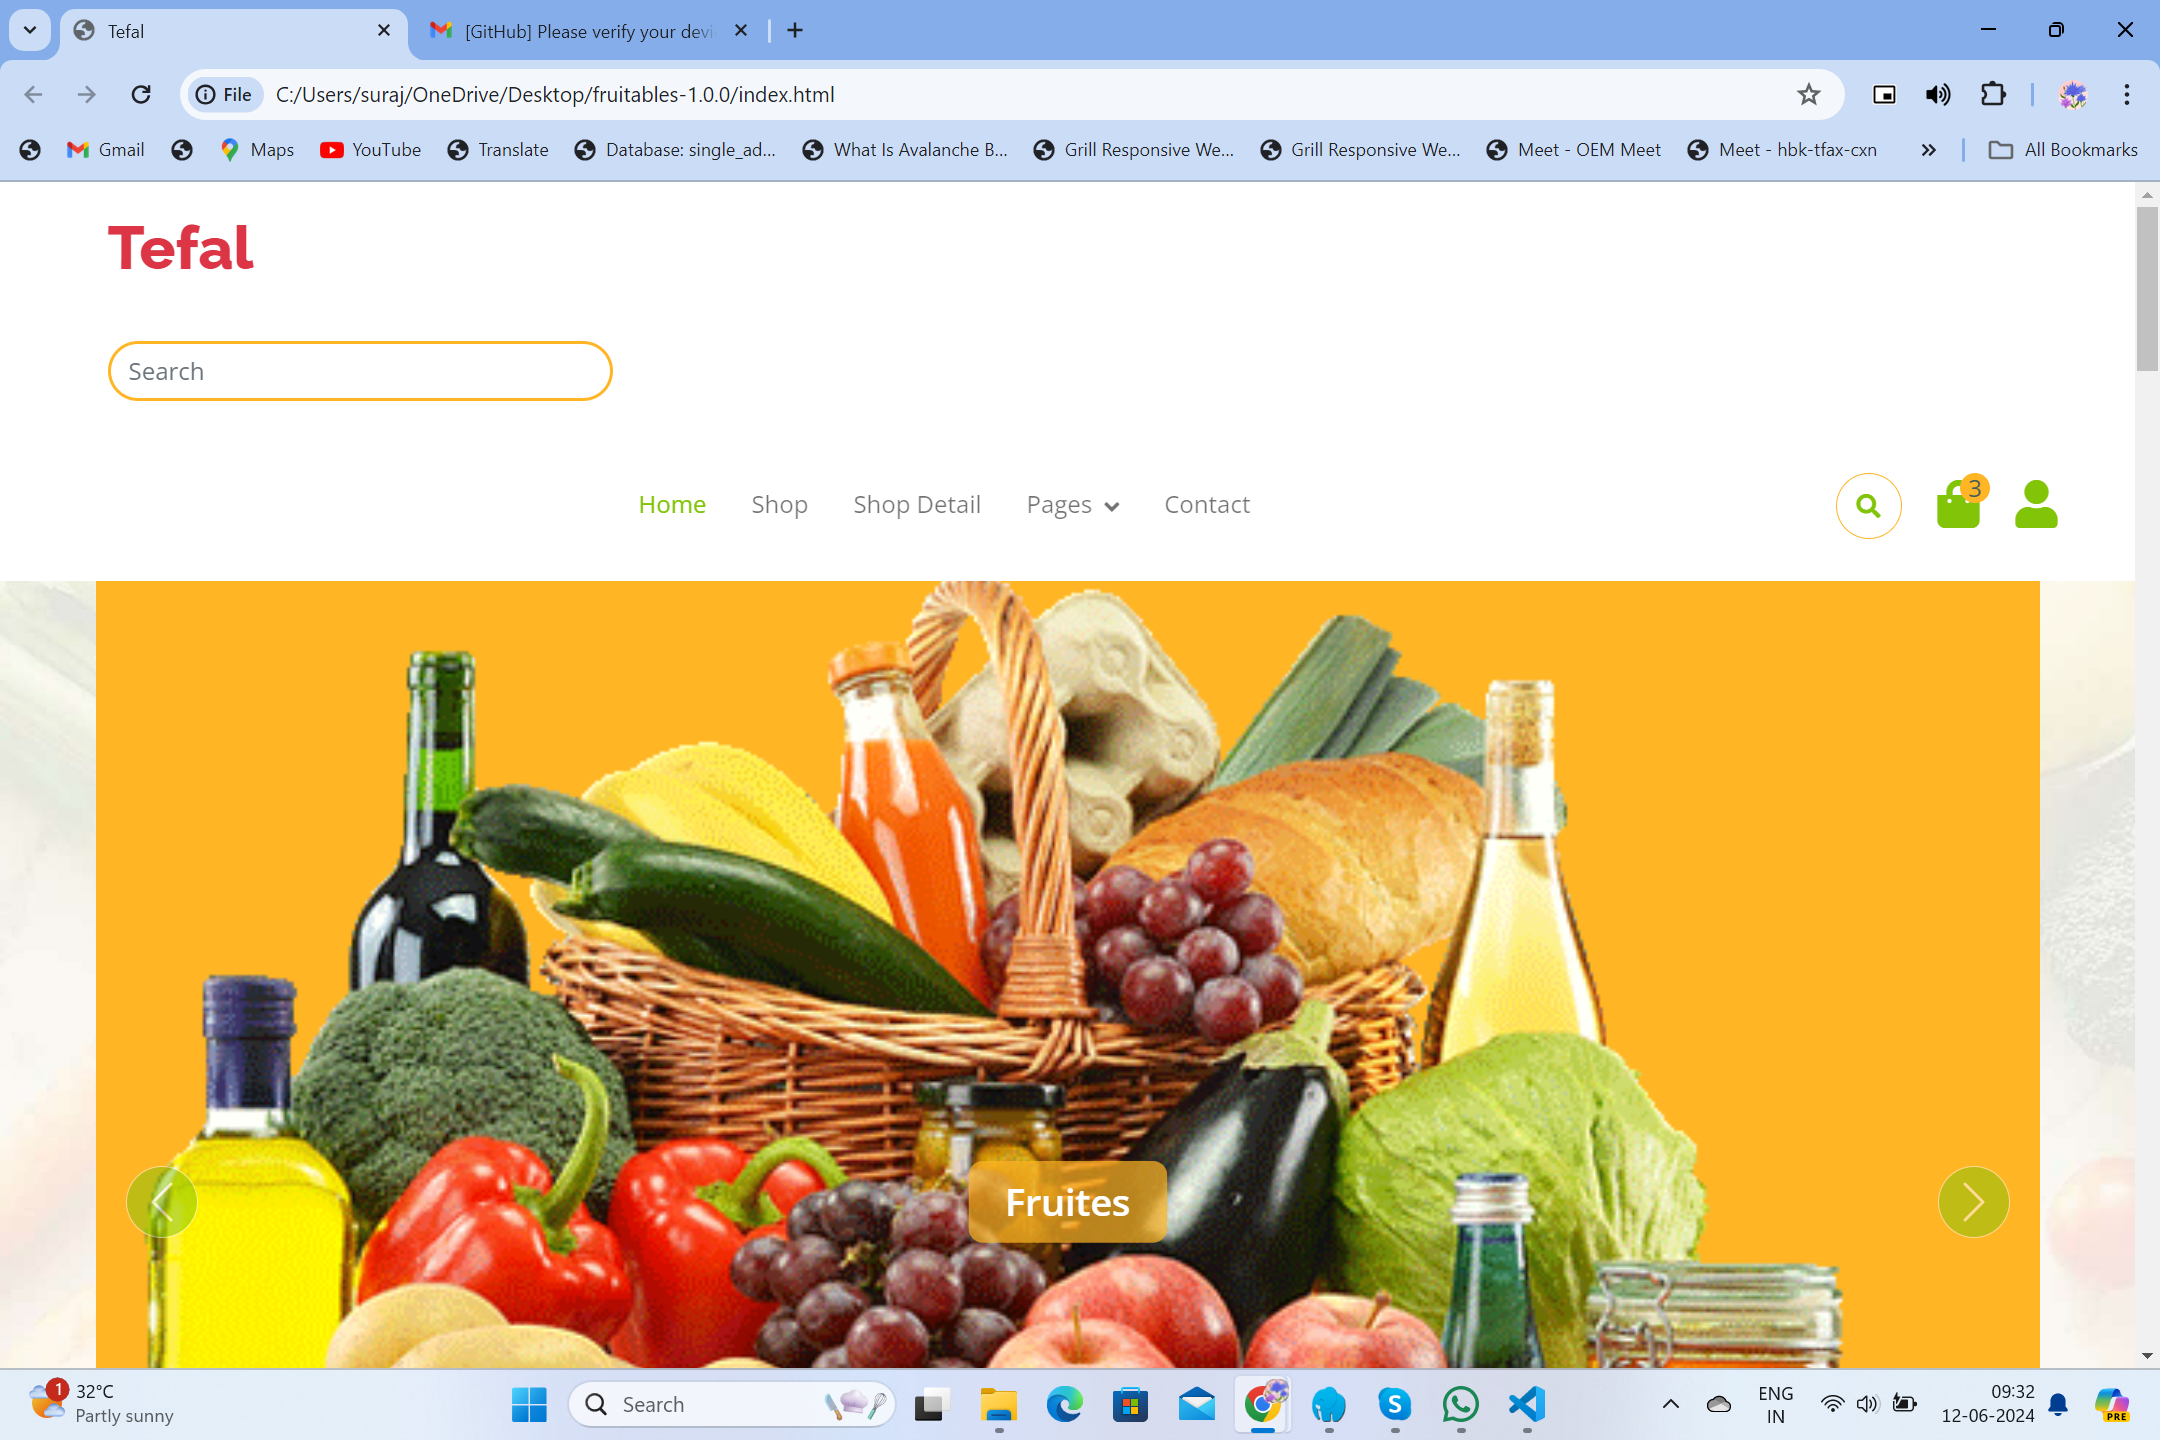 Tefal
[GitHub] Please verify your devi
File
C:/Users/suraj/OneDrive/Desktop/fruitables-1.0.0/index.html
Gmail
Maps
YouTube
Translate
Database: single_ad...
What Is Avalanche B...
Grill Responsive We...
Grill Responsive We...
Meet - OEM Meet
Meet - hbk-tfax-cxn
All Bookmarks
Tefal
Search
Home
Shop
Shop Detail
Pages
Contact
3
Fruites
1
32°C
Partly sunny
Search
S
ENG
IN
09:32
12-06-2024
PRE